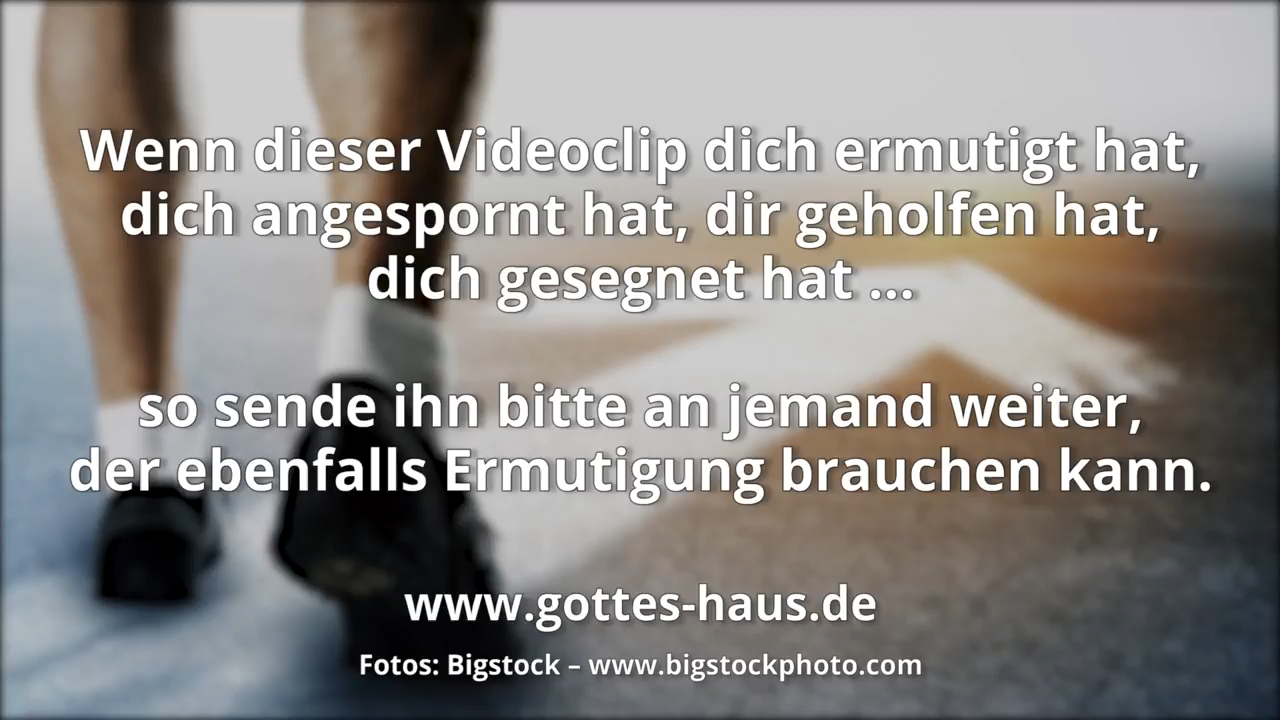 Wenn dieser Videoclip dich ermutigt hat,
dich angespornt hat, dir geholfen hat,
dich gesegnet hat ...
so sende ihn bitte an jemand weiter,
der ebenfalls Ermutigung brauchen kann.
www.gottes-haus.de
Fotos: Bigstock – www.bigstockphoto.com